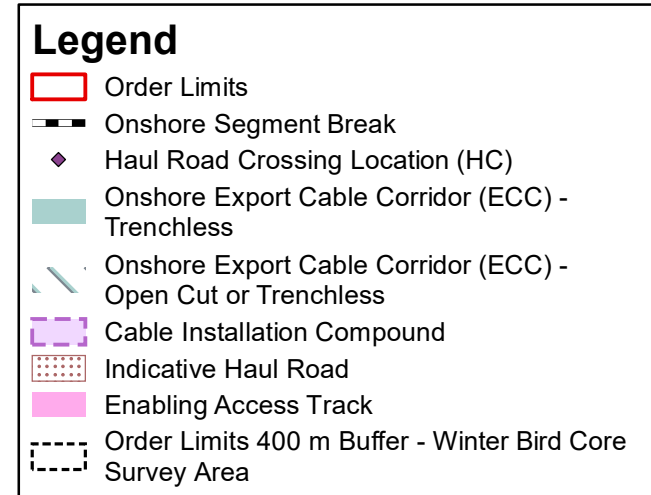 Legend
Order Limits
Onshore Segment Break
Haul Road Crossing Location (HC)
Onshore Export Cable Corridor (ECC) -
Trenchless
Onshore Export Cable Corridor (ECC) -
Open Cut or Trenchless
Cable Installation Compound
Indicative Haul Road
Enabling Access Track
Order Limits 400 m Buffer - Winter Bird Core
Survey Area